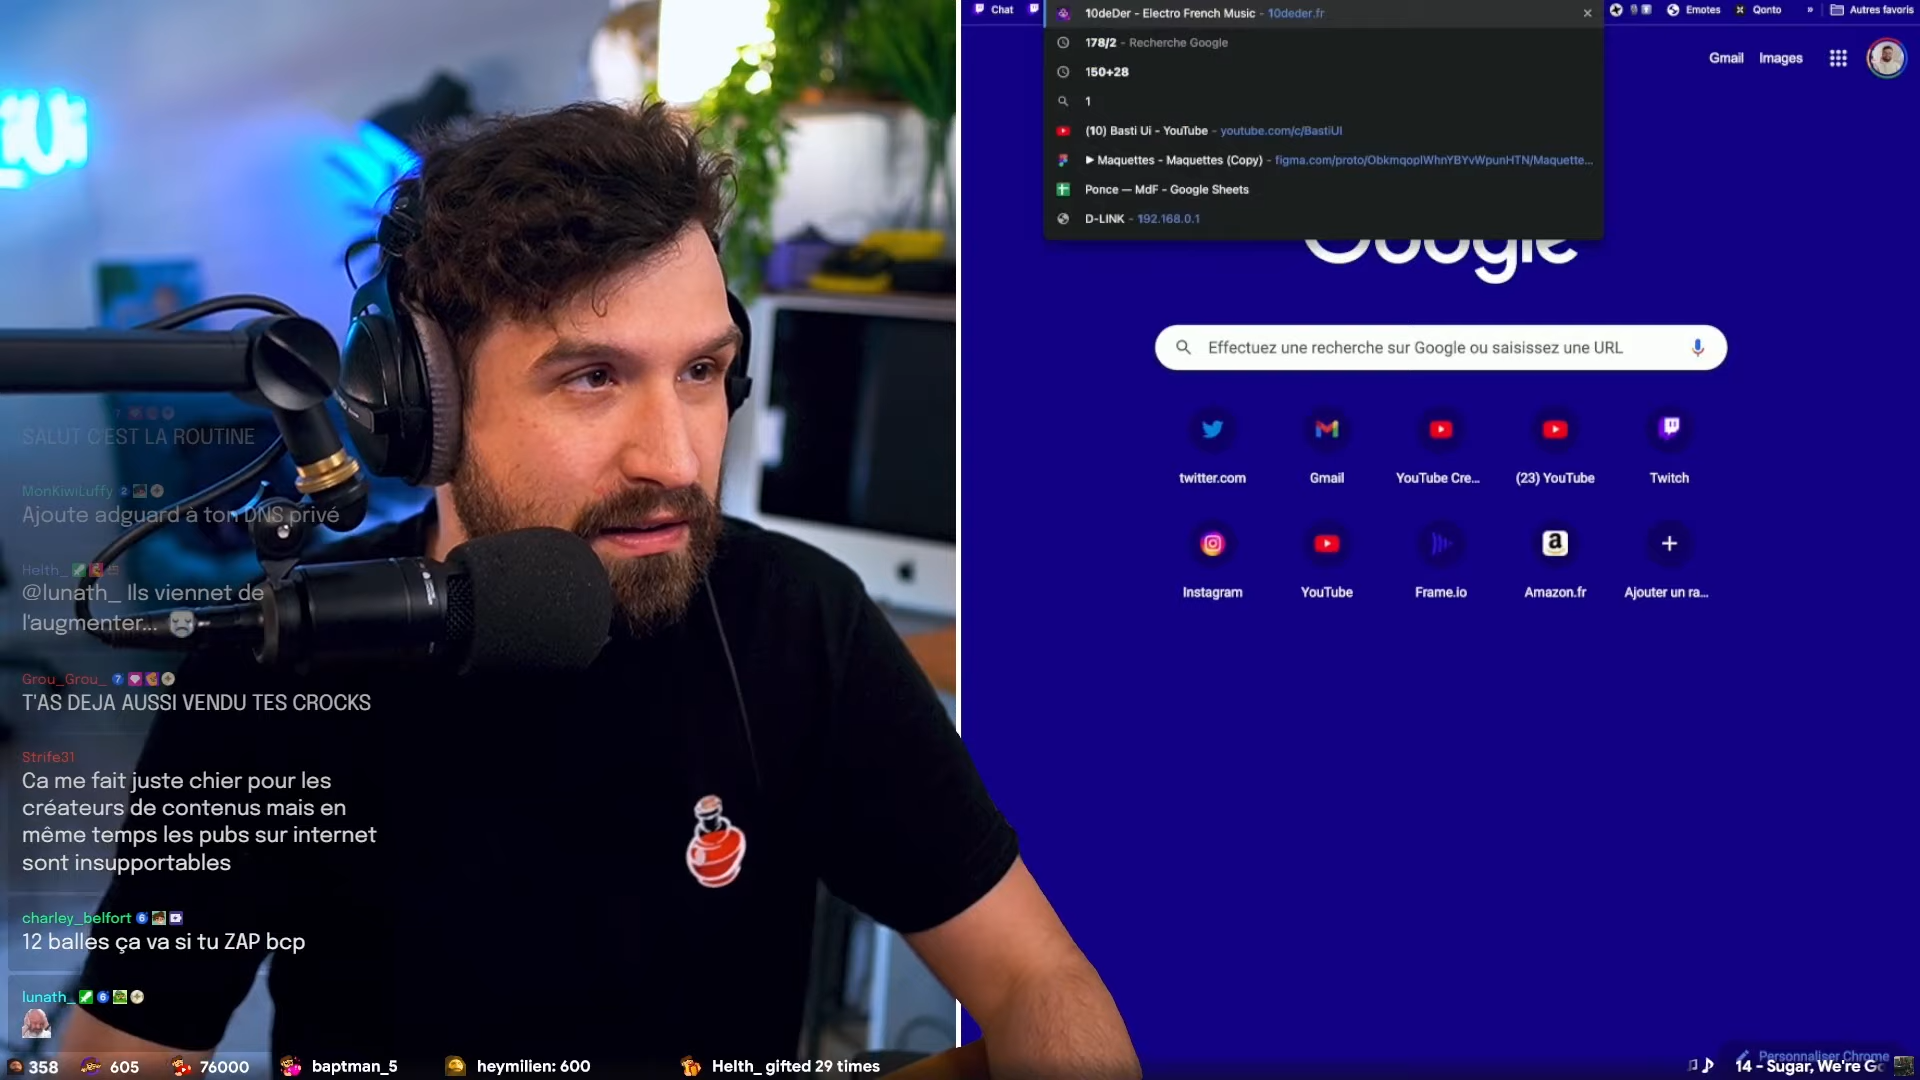 Chat
10deDer - Electro French Music - 10deder.fr
Emotes
Qonto
»
Autres favoris
178/2 - Recherche Google
150+28
1
(10) Basti Ui - YouTube - youtube.com/c/BastiUI
Maquettes - Maquettes (Copy) -
Ponce — MdF - Google Sheets
D-LINK - 192.168.0.1
Gmail
Images
Google
Effectuez une recherche sur Google ou saisissez une URL
twitter.com
Gmail
YouTube Cre...
(23) YouTube
Twitch
Instagram
YouTube
Frame.io
Amazon.fr
Ajouter un ra...
SALUT C'EST LA ROUTINE
MonKiwiLuffy
Ajoute adguard à ton DNS privé
Helth_
@lunath_ Ils viennet de
l'augmenter...
Grou_Grou_
T'AS DEJA AUSSI VENDU TES CROCKS
Strife31
Ca me fait juste chier pour les
créateurs de contenus mais en
même temps les pubs sur internet
sont insupportables
charley_belfort
12 balles ça va si tu ZAP bcp
lunath_
358
605
76000
baptman_5
heymilien: 600
Helth_ gifted 29 times
Personnaliser Chrome
14 - Sugar, We're Go